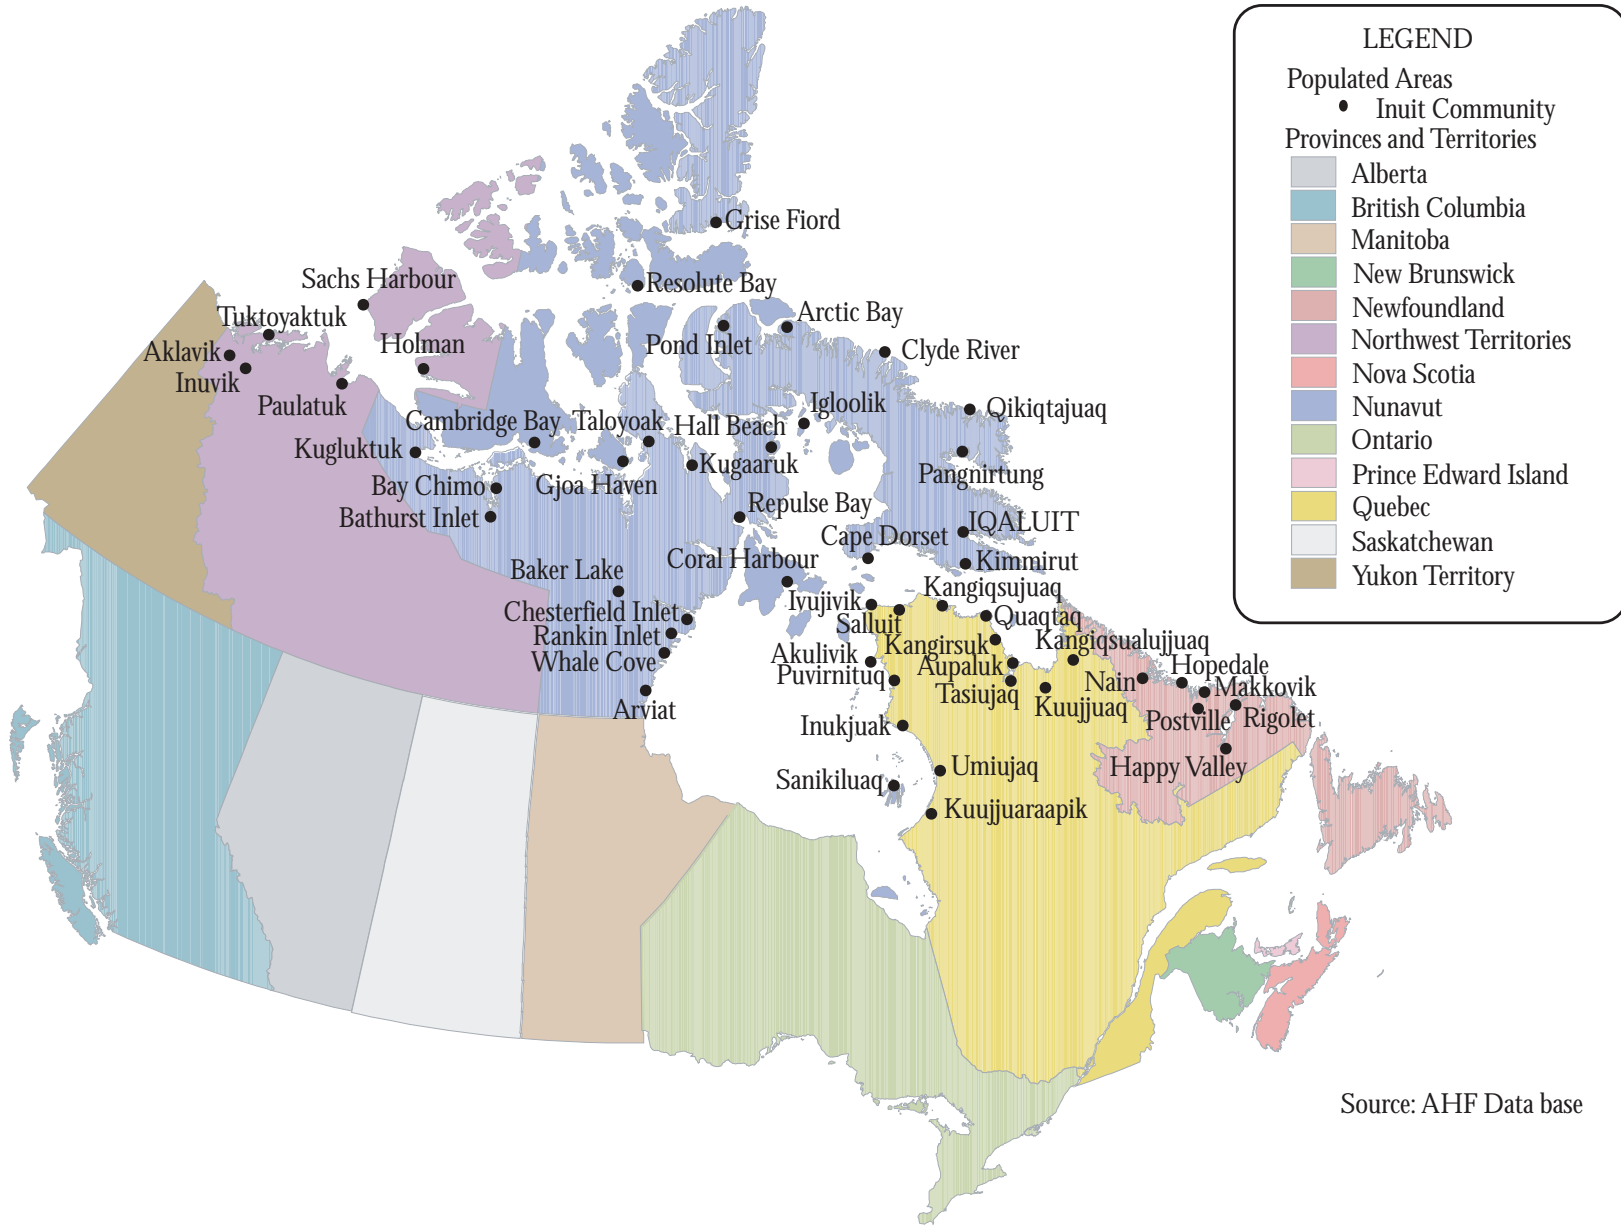 LEGEND
Populated Areas
Inuit Community
Provinces and Territories
Alberta
British Columbia
Manitoba
New Brunswick
Newfoundland
Northwest Territories
Nova Scotia
Nunavut
Ontario
Prince Edward Island
Quebec
Saskatchewan
Yukon Territory
Grise Fiord
Sachs Harbour
Resolute Bay
Tuktoyaktuk
Arctic Bay
Aklavik
Holman
Pond Inlet
Clyde River
Inuvik
Paulatuk
Igloolik
Qikiqtajuaq
Cambridge Bay
Taloyoak
Hall Beach
Kugluktuk
Kugaaruk
Pangnirtung
Bay Chimo
Gjoa Haven
Bathurst Inlet
Repulse Bay
IQALUIT
Cape Dorset
Coral Harbour
Kimmirut
Baker Lake
Kangiqsujuaq
Ivujivik
Chesterfield Inlet
Quaqtaq
Salluit
Rankin Inlet
Kangirsuk
Kangiqsualujjuaq
Akulivik
Whale Cove
Aupaluk
Hopedale
Puvirnituq
Nain
Makkovik
Tasiujaq
Arviat
Kuujjuaq
Postville
Rigolet
Inukjuak
Umiujaq
Happy Valley
Sanikiluaq
Kuujjuaraapik
Source: AHF Data base